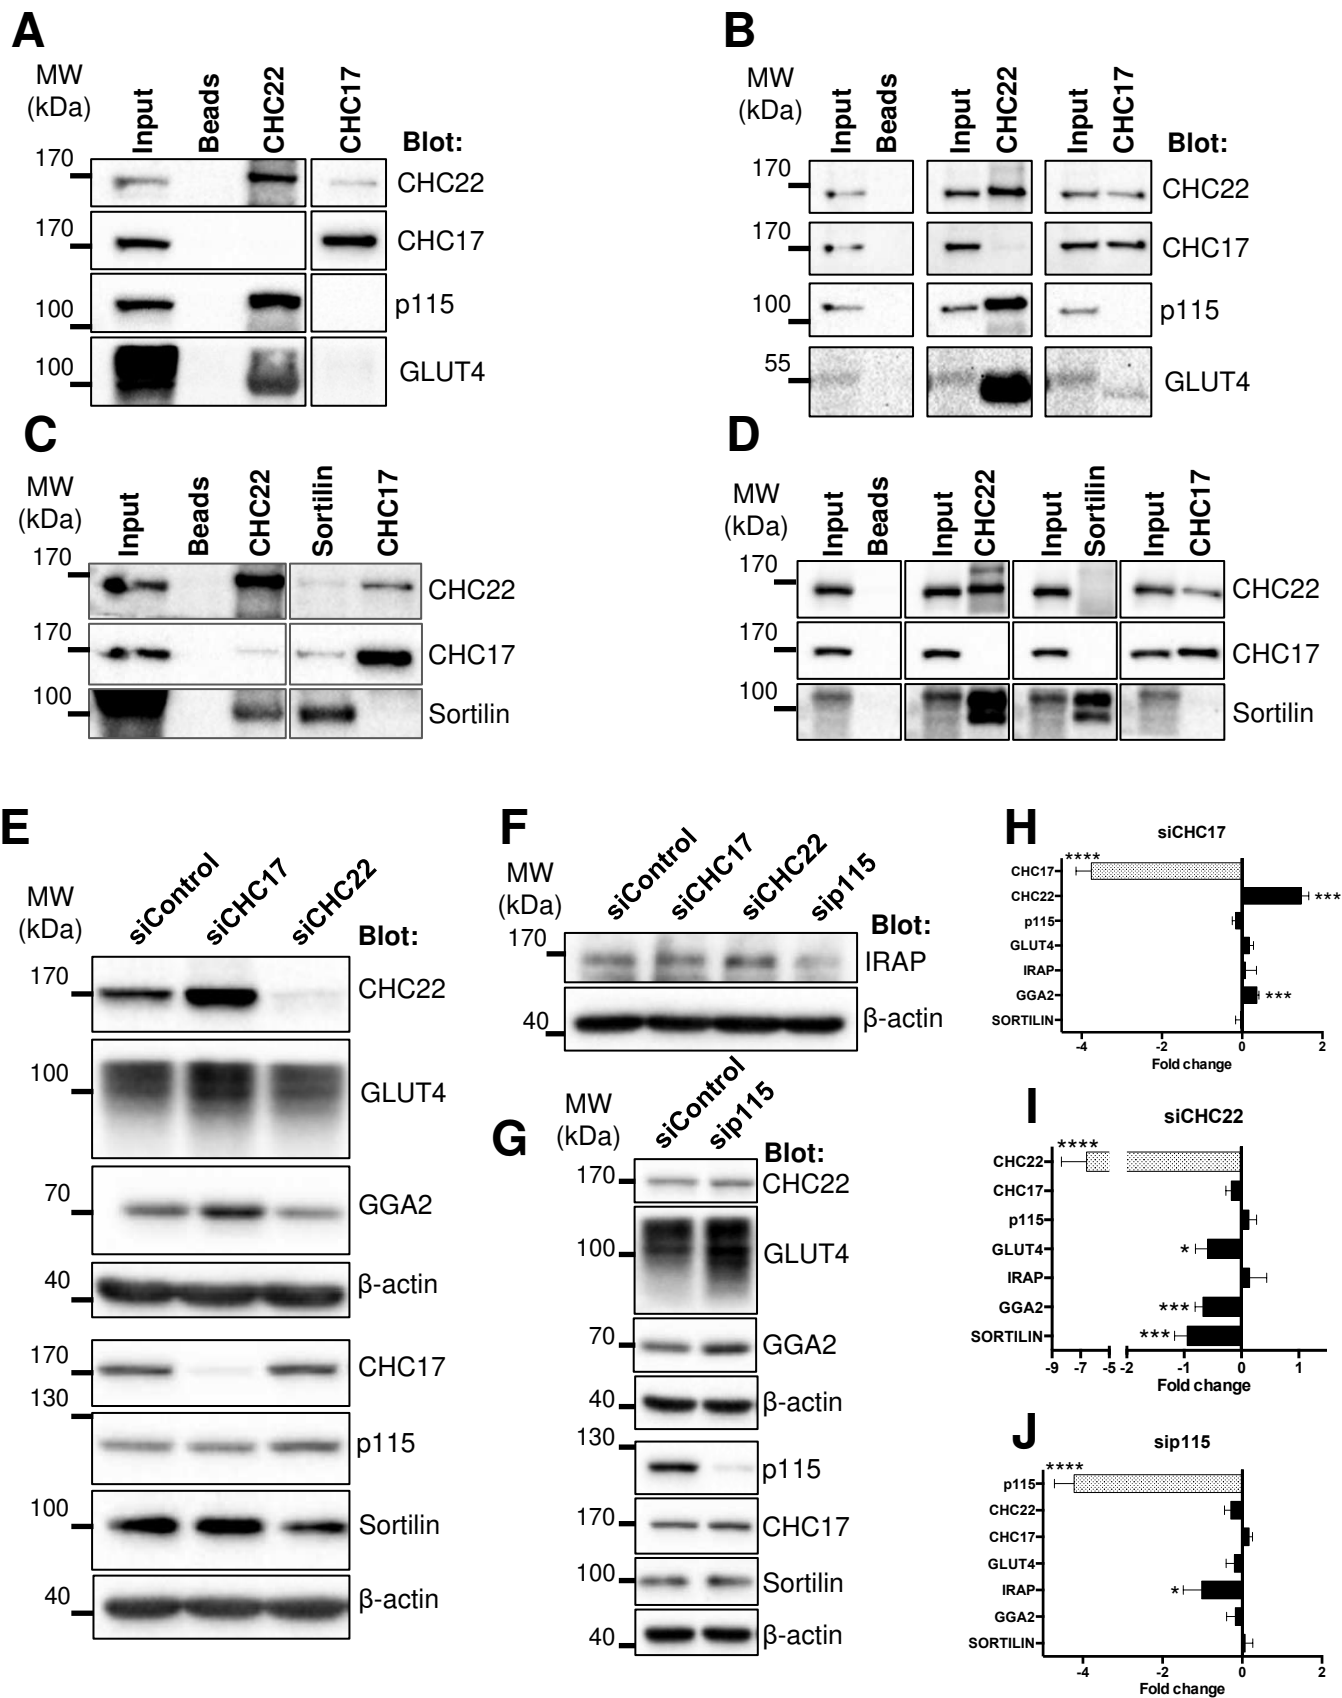 A
MW
(kDa)
Input
Beads
CHC22
CHC17
Blot:
170
CHC22
170
CHC17
100
p115
100
GLUT4
B
MW
(kDa)
Input
Beads
Input
CHC22
Input
CHC17
Blot:
170
CHC22
170
CHC17
100
p115
55
GLUT4
C
MW
(kDa)
Input
Beads
CHC22
Sortilin
CHC17
170
CHC22
170
CHC17
100
Sortilin
D
MW
(kDa)
Input
Beads
Input
CHC22
Input
Sortilin
Input
CHC17
170
CHC22
170
CHC17
100
Sortilin
E
MW
(kDa)
siControl
siCHC17
siCHC22
Blot:
170
CHC22
100
GLUT4
70
GGA2
40
β-actin
170
CHC17
130
p115
100
Sortilin
40
β-actin
F
MW
(kDa)
siControl
siCHC17
siCHC22
sip115
Blot:
170
IRAP
40
β-actin
G
MW
(kDa)
siControl
sip115
Blot:
170
CHC22
100
GLUT4
70
GGA2
40
β-actin
130
p115
170
CHC17
100
Sortilin
40
β-actin
H
siCHC17
CHC17
****
CHC22
***
p115
GLUT4
IRAP
GGA2
***
SORTILIN
-4 -2 0 2
Fold change
I
siCHC22
CHC22
****
CHC17
p115
GLUT4
*
IRAP
GGA2
***
SORTILIN
***
-9 -7 -5 -2 -1 0 1
Fold change
J
sip115
p115
****
CHC22
CHC17
GLUT4
IRAP
*
GGA2
SORTILIN
-4 -2 0 2
Fold change